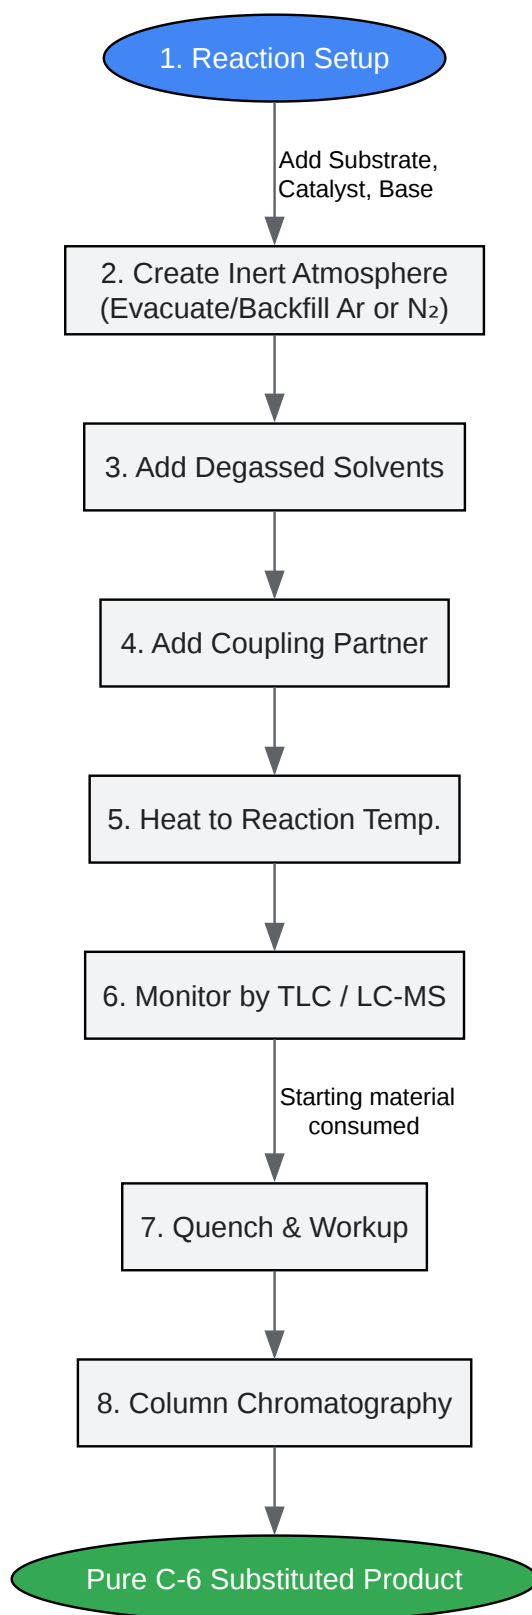 1. Reaction Setup
Add Substrate,
Catalyst, Base
2. Create Inert Atmosphere
(Evacuate/Backfill Ar or N₂)
3. Add Degassed Solvents
4. Add Coupling Partner
5. Heat to Reaction Temp.
6. Monitor by TLC / LC-MS
Starting material
consumed
7. Quench & Workup
8. Column Chromatography
Pure C-6 Substituted Product